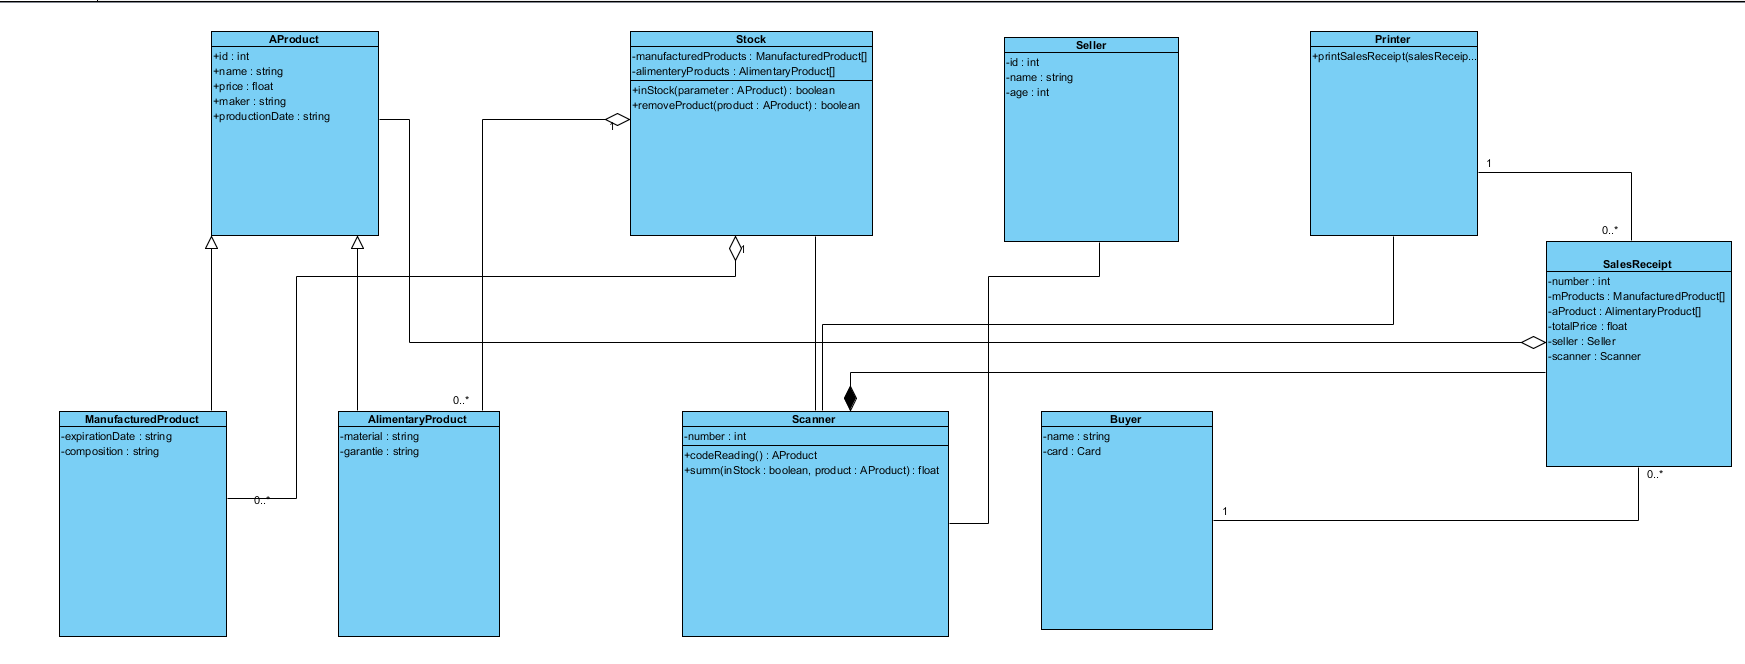 AProduct
+id : int
+name : string
+price : float
+maker : string
+productionDate : string
Stock
-manufacturedProducts : ManufacturedProduct[]
-alimenteryProducts : AlimentaryProduct[]
+inStock(parameter : AProduct) : boolean
+removeProduct(product : AProduct) : boolean
1
1
Seller
-id : int
-name : string
-age : int
Printer
+printSalesReceipt(salesReceip...
1
0..*
SalesReceipt
-number : int
-mProducts : ManufacturedProduct[]
-aProduct : AlimentaryProduct[]
-totalPrice : float
-seller : Seller
-scanner : Scanner
0..*
ManufacturedProduct
-expirationDate : string
-composition : string
0..*
0..*
AlimentaryProduct
-material : string
-garantie : string
Scanner
-number : int
+codeReading() : AProduct
+summ(inStock : boolean, product : AProduct) : float
Buyer
-name : string
-card : Card
1